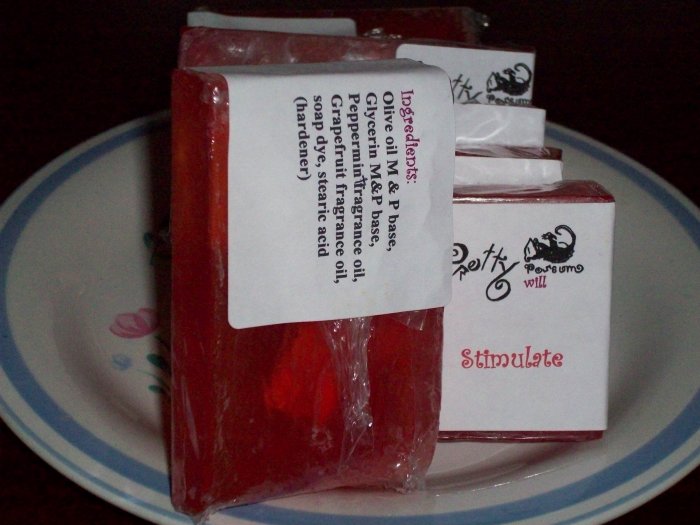 Ingredients:
Olive oil M & P base,
Glycerin M&P base,
Peppermint fragrance oil,
Grapefruit fragrance oil,
soap dye, stearic acid
(hardener)
Possum
Pretty
Possum
will
Stimulate